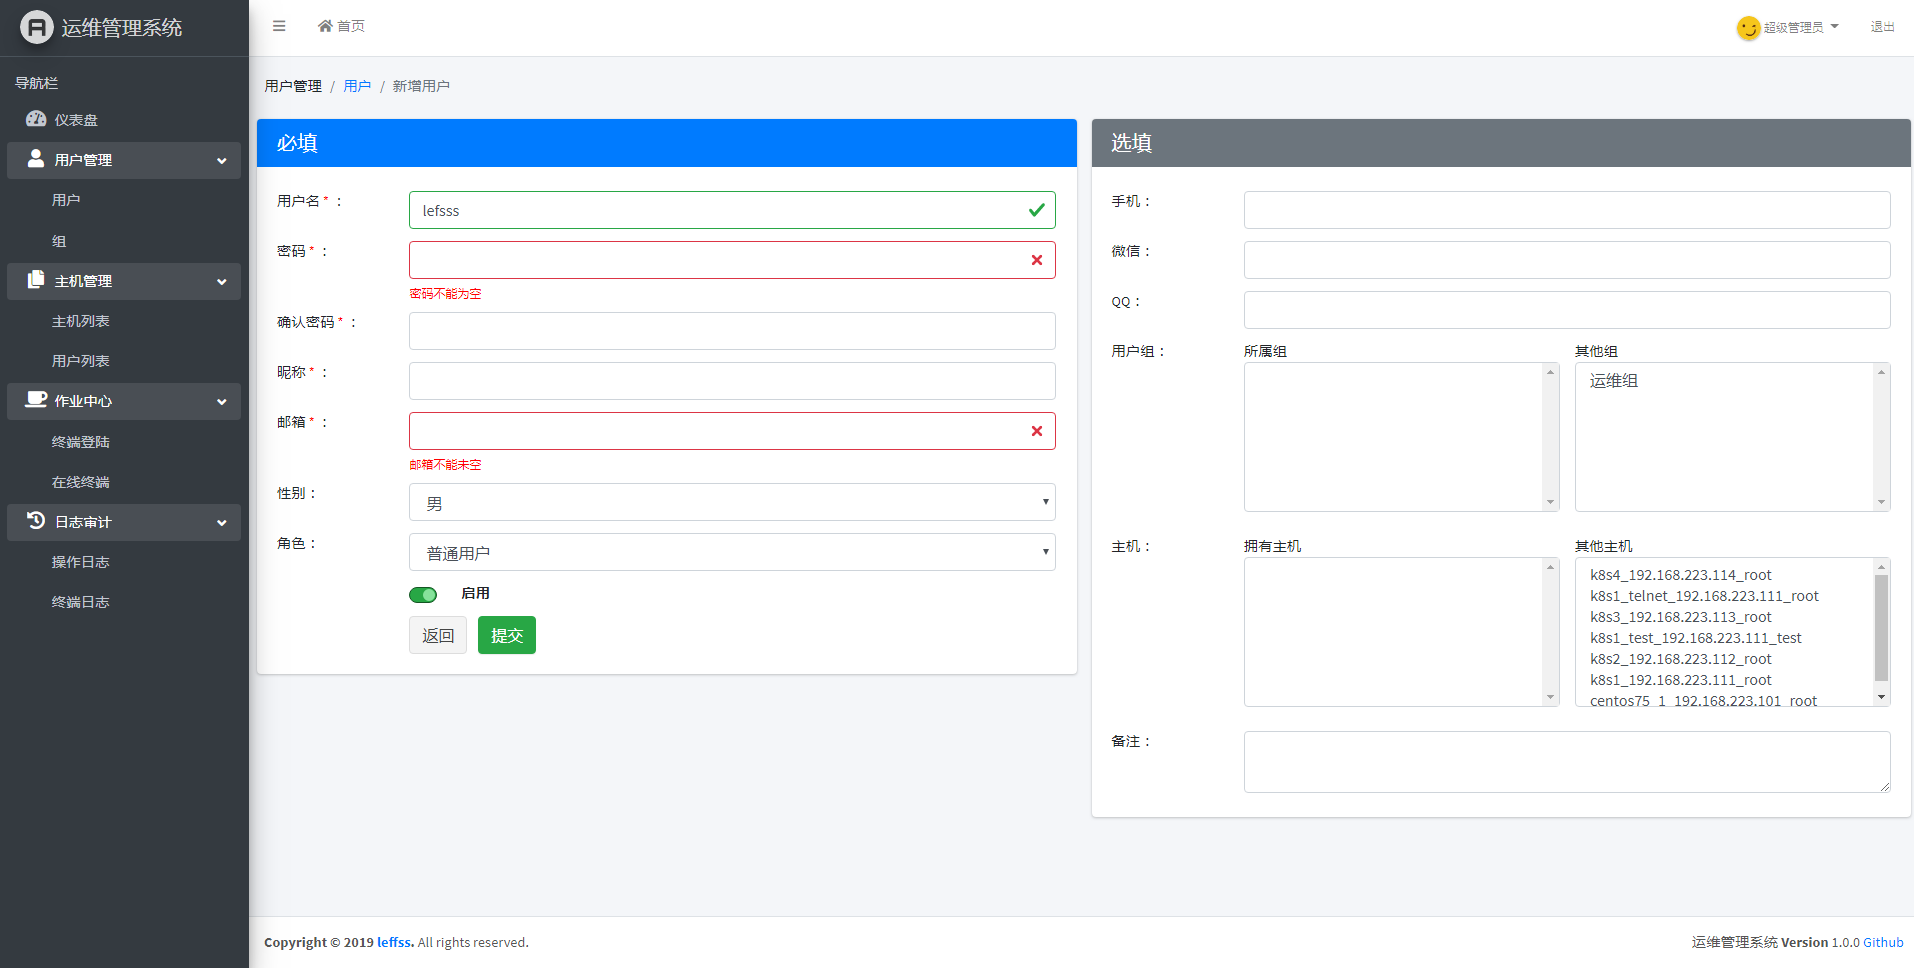 运维管理系统
导航栏
仪表盘
用户管理
用户
组
主机管理
主机列表
用户列表
作业中心
终端登陆
在线终端
日志审计
操作日志
终端日志
首页
超级管理员
退出
用户管理 / 用户 / 新增用户
必填
用户名 * ：
lefsss
密码 * ：
密码不能为空
确认密码 * ：
昵称 * ：
邮箱 * ：
邮箱不能未空
性别：
男
角色：
普通用户
启用
返回
提交
选填
手机：
微信：
QQ：
用户组：
所属组
其他组
运维组
主机：
拥有主机
其他主机
k8s4_192.168.223.114_root
k8s1_telnet_192.168.223.111_root
k8s3_192.168.223.113_root
k8s1_test_192.168.223.111_test
k8s2_192.168.223.112_root
k8s1_192.168.223.111_root
centos75_1_192.168.223.101_root
备注：
Copyright © 2019 leffss. All rights reserved.
运维管理系统 Version 1.0.0 Github